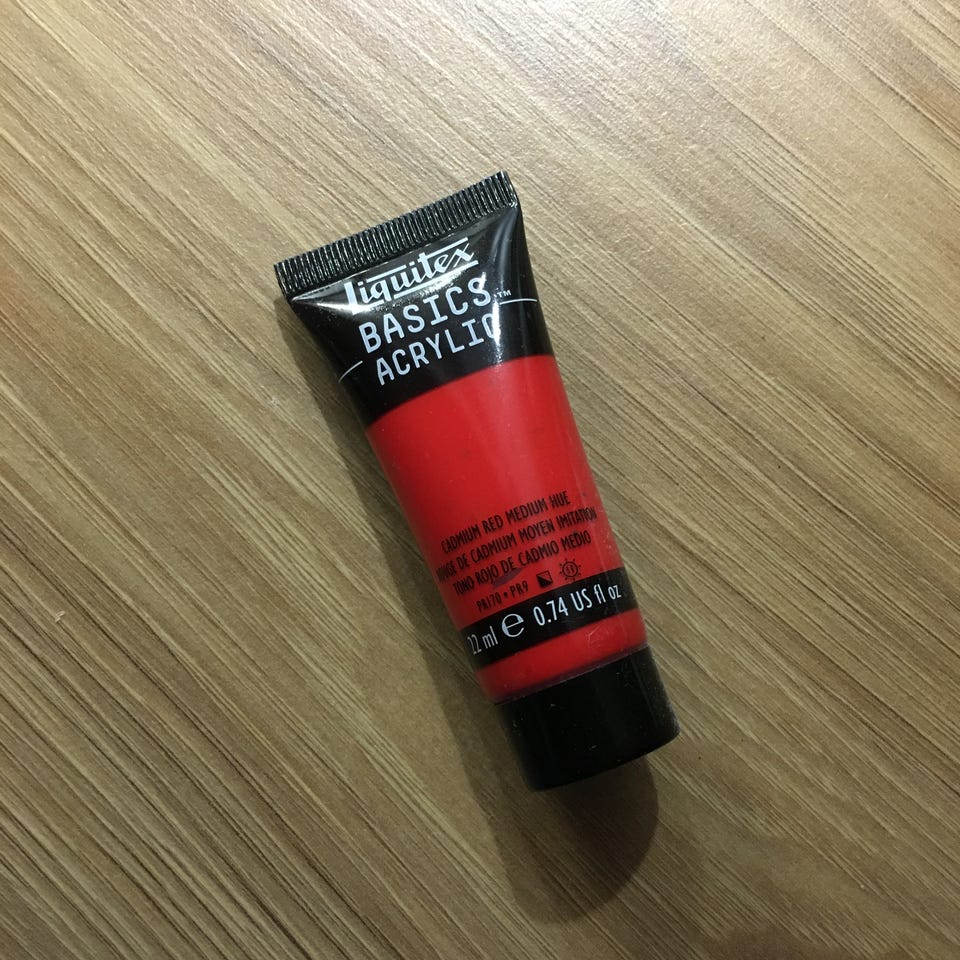 Liquitex
BASICS™
ACRYLIC
CADMIUM RED MEDIUM HUE
ROUGE DE CADMIUM MOYEN IMITATION
TONO ROJO DE CADMIO MEDIO
PR170 • PR9
22 ml ℮ 0.74 US fl oz